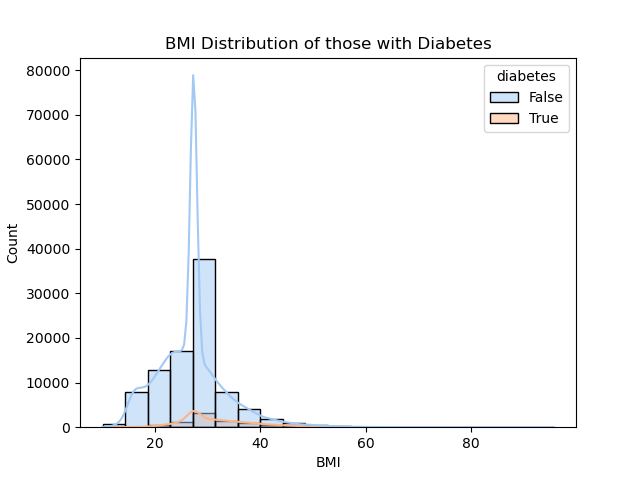 BMI Distribution of those with Diabetes
80000
70000
60000
50000
40000
30000
20000
10000
0
Count
diabetes
False
True
20 40 60 80
BMI